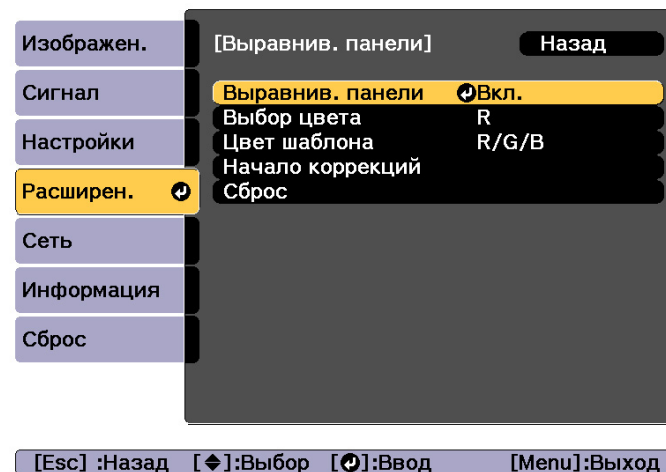 Изображен.
Сигнал
Настройки
Расширен.
Сеть
Информация
Сброс
[Выравнив. панели] Назад
Выравнив. панели Вкл.
Выбор цвета R
Цвет шаблона R/G/B
Начало коррекций
Сброс
[Esc] :Назад [◆]:Выбор [↵]:Ввод [Menu]:Выход